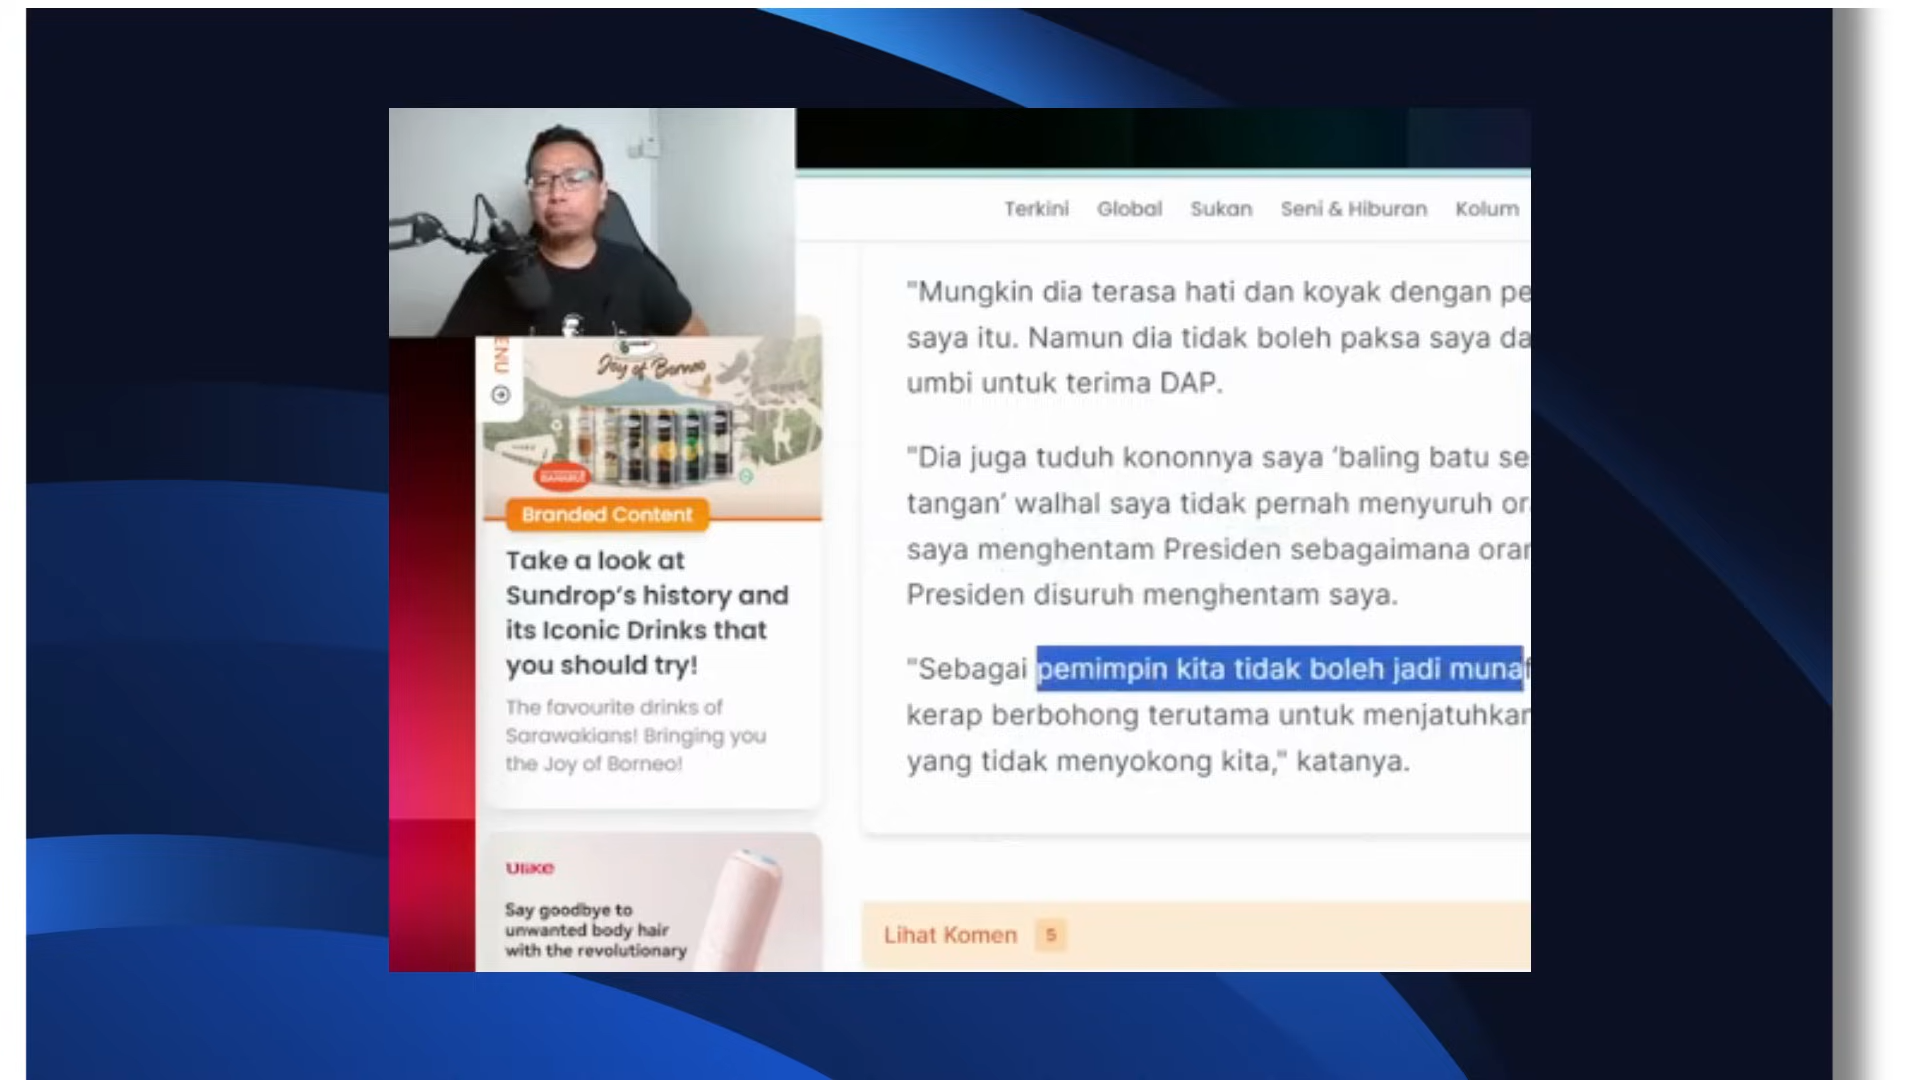 Terkini Global Sukan Seni & Hiburan Kolum
"Mungkin dia terasa hati dan koyak dengan pe
saya itu. Namun dia tidak boleh paksa saya da
umbi untuk terima DAP.
"Dia juga tuduh kononnya saya 'baling batu se
tangan' walhal saya tidak pernah menyuruh or
saya menghentam Presiden sebagaimana orar
Presiden disuruh menghentam saya.
"Sebagai pemimpin kita tidak boleh jadi munaf
kerap berbohong terutama untuk menjatuhkan
yang tidak menyokong kita," katanya.
Lihat Komen 5
ENU
Joy of Borneo
Branded Content
Take a look at
Sundrop's history and
its Iconic Drinks that
you should try!
The favourite drinks of
Sarawakians! Bringing you
the Joy of Borneo!
Ulike
Say goodbye to
unwanted body hair
with the revolutionary